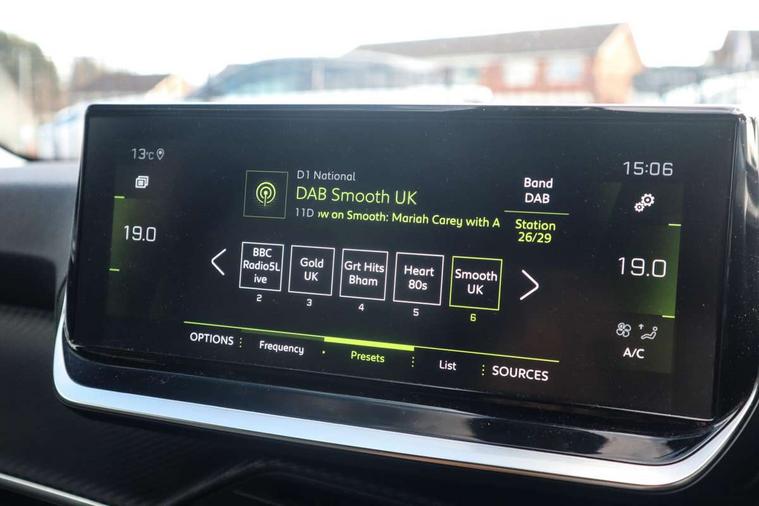 13°C
15:06
D1 National
DAB Smooth UK
11D ow on Smooth: Mariah Carey with A
Band
DAB
Station
26/29
19.0
19.0
BBC
Radio5L
ive
2
Gold
UK
3
Grt Hits
Bham
4
Heart
80s
5
Smooth
UK
6
A/C
OPTIONS
Frequency
Presets
List
SOURCES